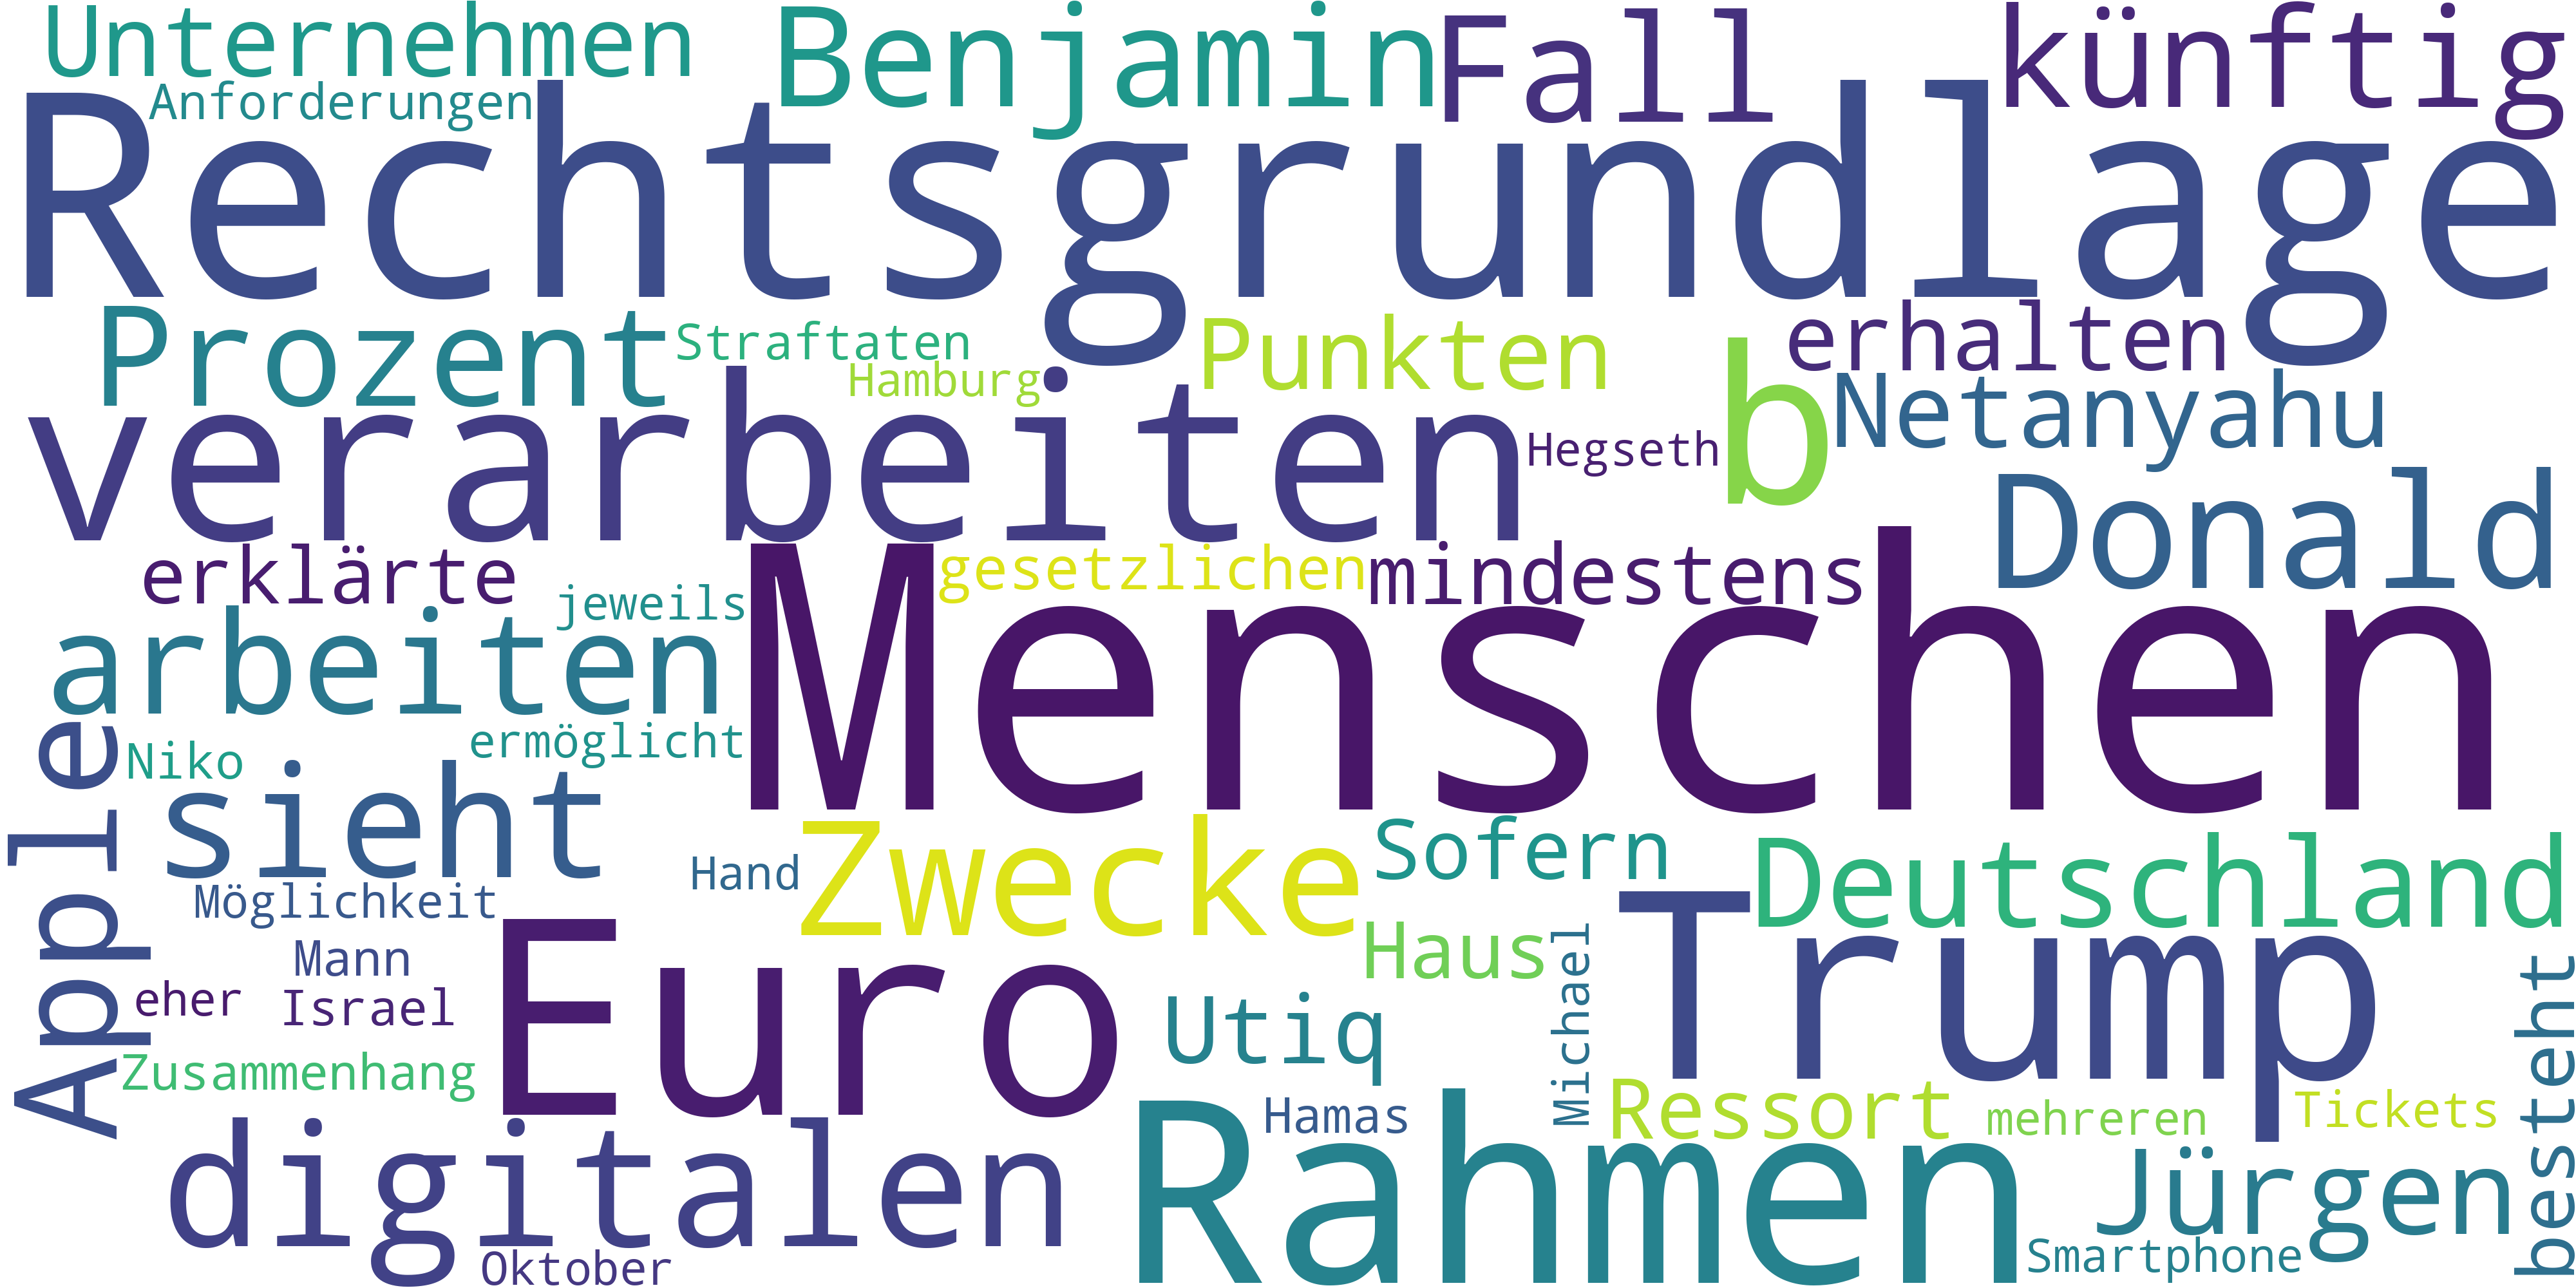 Unternehmen
Benjamin
Fall
künftig
Anforderungen
Rechtsgrundlage
Prozent
Straftaten
Hamburg
Punkten
erhalten
b
Netanyahu
verarbeiten
Hegseth
Donald
erklärte
jeweils
gesetzlichen
mindestens
arbeiten
Menschen
ermöglicht
Niko
Apple
sieht
Hand
Zwecke
Sofern
Deutschland
Möglichkeit
Mann
eher
Israel
Euro
Haus
Michael
Trump
Utiq
Zusammenhang
Hamas
Ressort
mehreren
Tickets
besteht
digitalen
Rahmen
Jürgen
Oktober
Smartphone